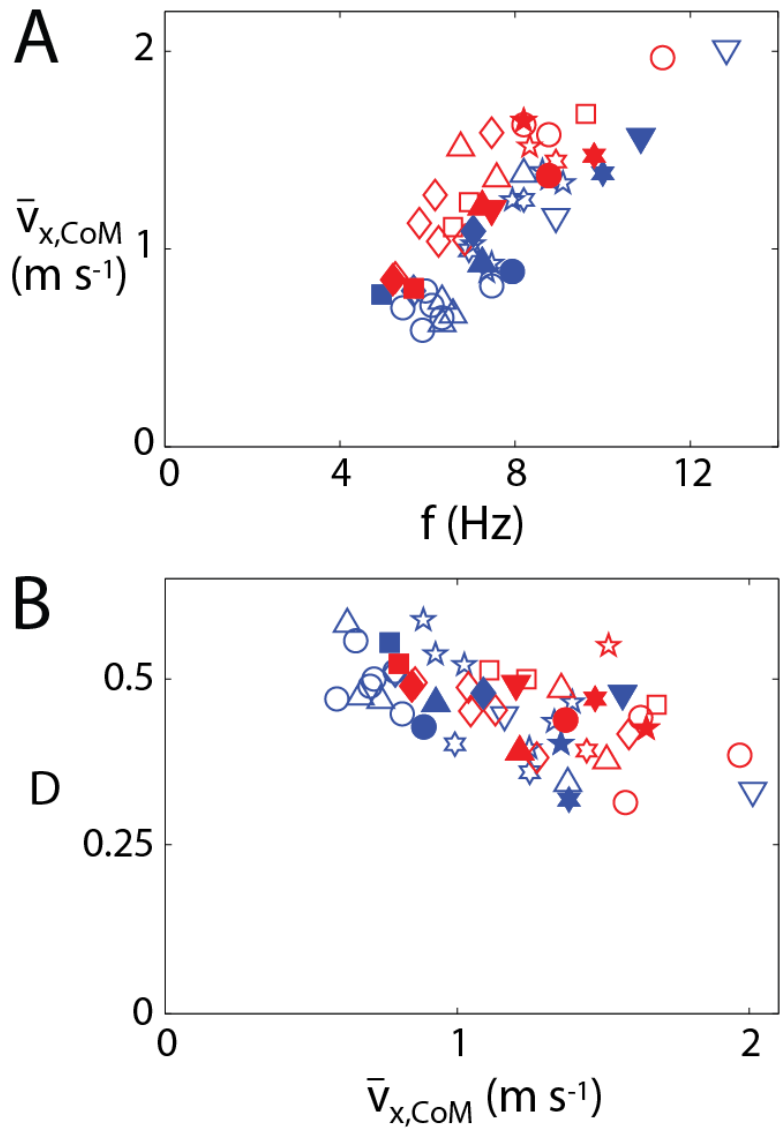 A
2
1
0
v̄x,CoM
(m s-1)
0 4 8 12
f (Hz)
B
0.5
0.25
0
D
0 1 2
v̄x,CoM (m s-1)